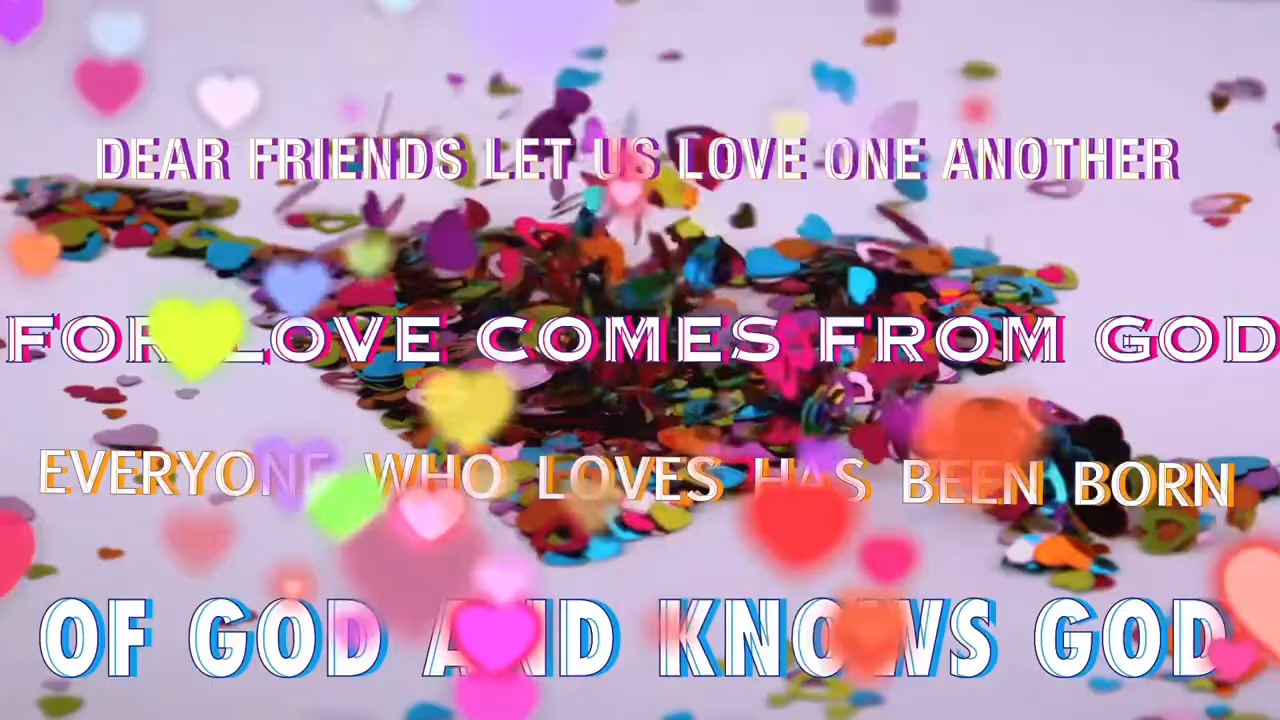 DEAR FRIENDS LET US LOVE ONE ANOTHER
FOR LOVE COMES FROM GOD
EVERYONE WHO LOVES HAS BEEN BORN
OF GOD AND KNOWS GOD